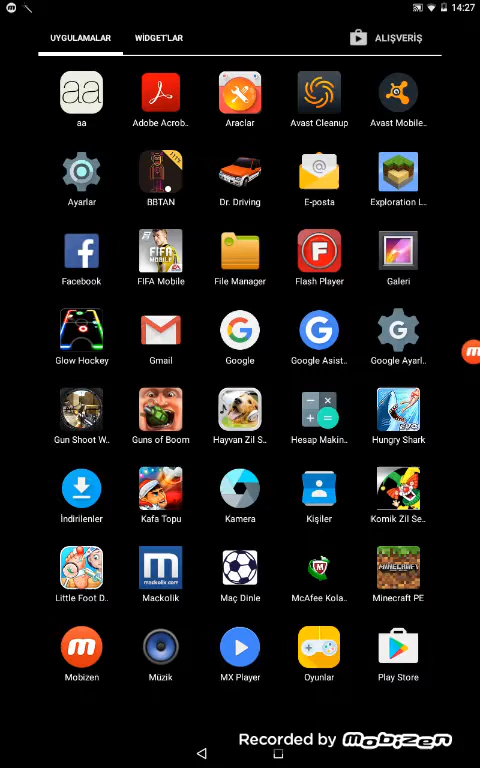 14:27
UYGULAMALAR WİDGET'LAR ALIŞVERİŞ
aa Adobe Acrob.. Araclar Avast Cleanup Avast Mobile..
Ayarlar BBTAN Dr. Driving E-posta Exploration L..
Facebook FIFA Mobile File Manager Flash Player Galeri
Glow Hockey Gmail Google Google Asist.. Google Ayarl..
Gun Shoot W.. Guns of Boom Hayvan Zil S.. Hesap Makin.. Hungry Shark
İndirilenler Kafa Topu Kamera Kişiler Komik Zil Se..
Little Foot D.. Mackolik Maç Dinle McAfee Kola.. Minecraft PE
Mobizen Müzik MX Player Oyunlar Play Store
Recorded by Mobizen